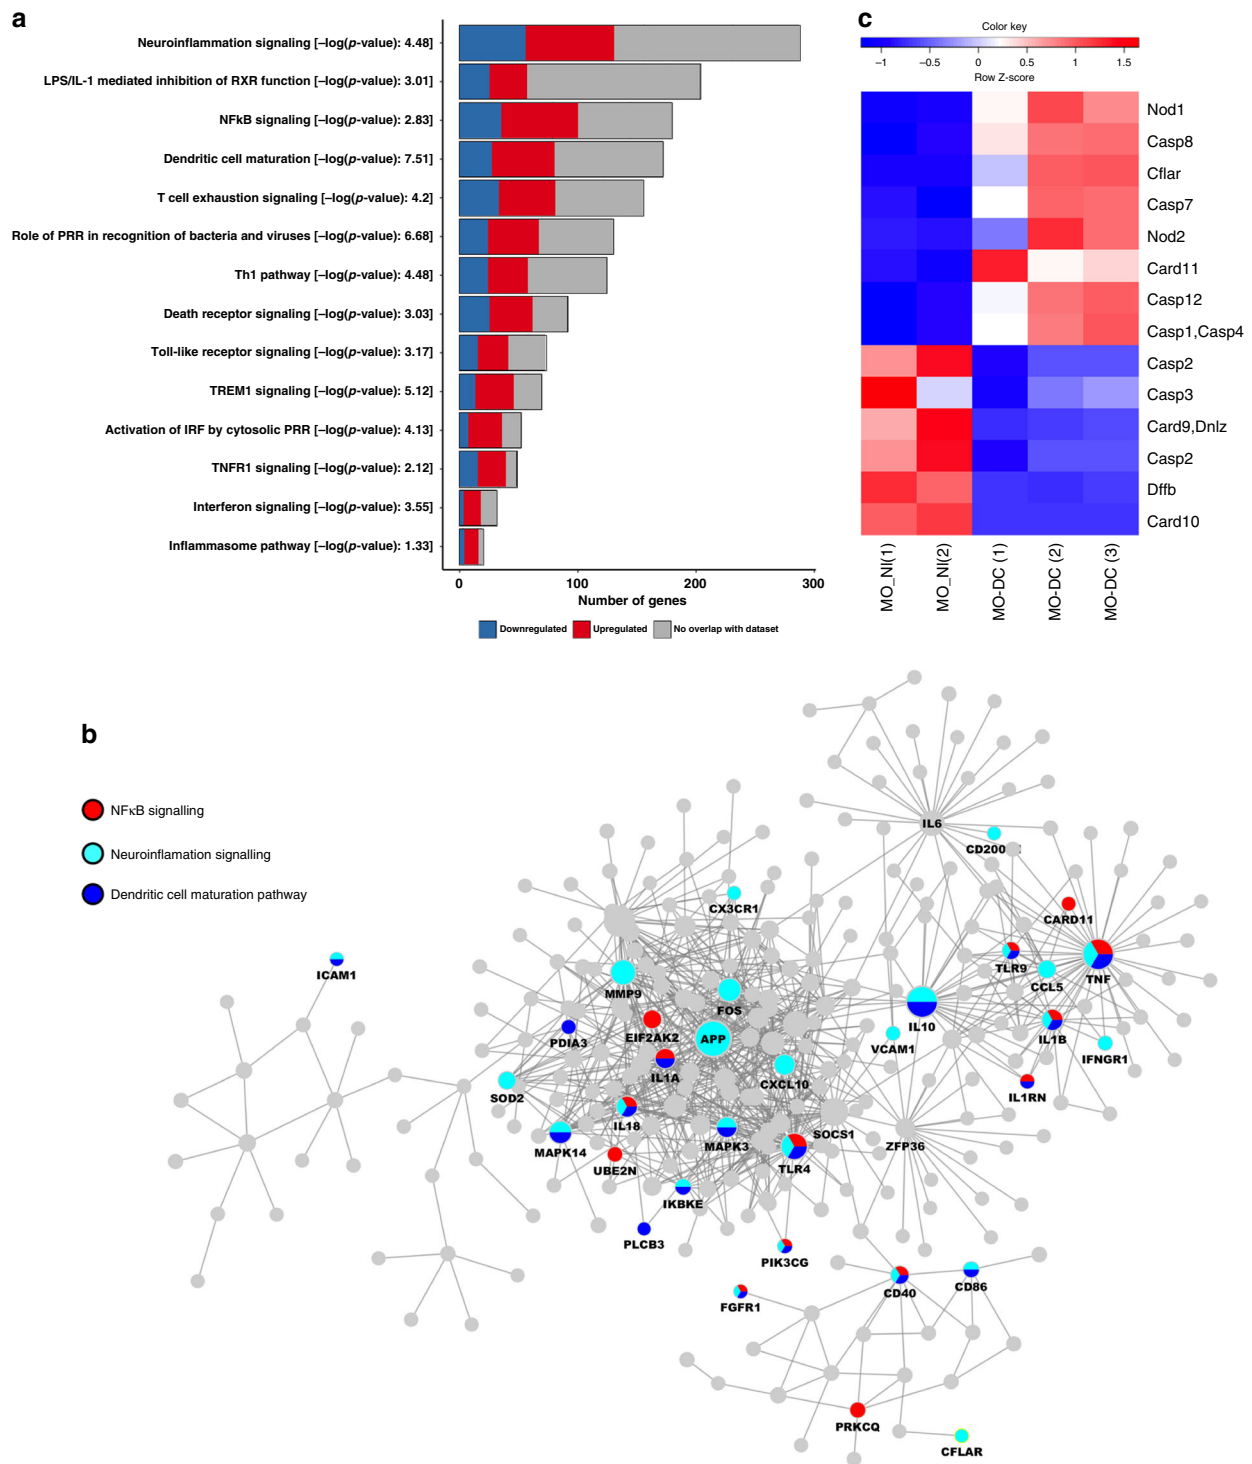 a
Neuroinflammation signaling [–log(p-value): 4.48]
LPS/IL-1 mediated inhibition of RXR function [–log(p-value): 3.01]
NFkB signaling [–log(p-value): 2.83]
Dendritic cell maturation [–log(p-value): 7.51]
T cell exhaustion signaling [–log(p-value): 4.2]
Role of PRR in recognition of bacteria and viruses [–log(p-value): 6.68]
Th1 pathway [–log(p-value): 4.48]
Death receptor signaling [–log(p-value): 3.03]
Toll-like receptor signaling [–log(p-value): 3.17]
TREM1 signaling [–log(p-value): 5.12]
Activation of IRF by cytosolic PRR [–log(p-value): 4.13]
TNFR1 signaling [–log(p-value): 2.12]
Interferon signaling [–log(p-value): 3.55]
Inflammasome pathway [–log(p-value): 1.33]
0 100 200 300
Number of genes
Downregulated Upregulated No overlap with dataset
c
Color key
–1 –0.5 0 0.5 1 1.5
Row Z-score
Nod1
Casp8
Cflar
Casp7
Nod2
Card11
Casp12
Casp1,Casp4
Casp2
Casp3
Card9,Dnlz
Casp2
Dffb
Card10
MO_NI(1)
MO_NI(2)
MO-DC (1)
MO-DC (2)
MO-DC (3)
b
NFκB signalling
Neuroinflamation signalling
Dendritic cell maturation pathway
IL6
CD200
CX3CR1
CARD11
ICAM1
TLR9
TNF
CCL5
MMP9
FOS
IL10
EIF2AK2
APP
PDIA3
VCAM1
IL1B
IFNGR1
IL1A
CXCL10
IL1RN
SOD2
IL18
SOCS1
MAPK3
ZFP36
MAPK14
UBE2N
TLR4
IKBKE
PLCB3
PIK3CG
CD40
CD86
FGFR1
PRKCQ
CFLAR